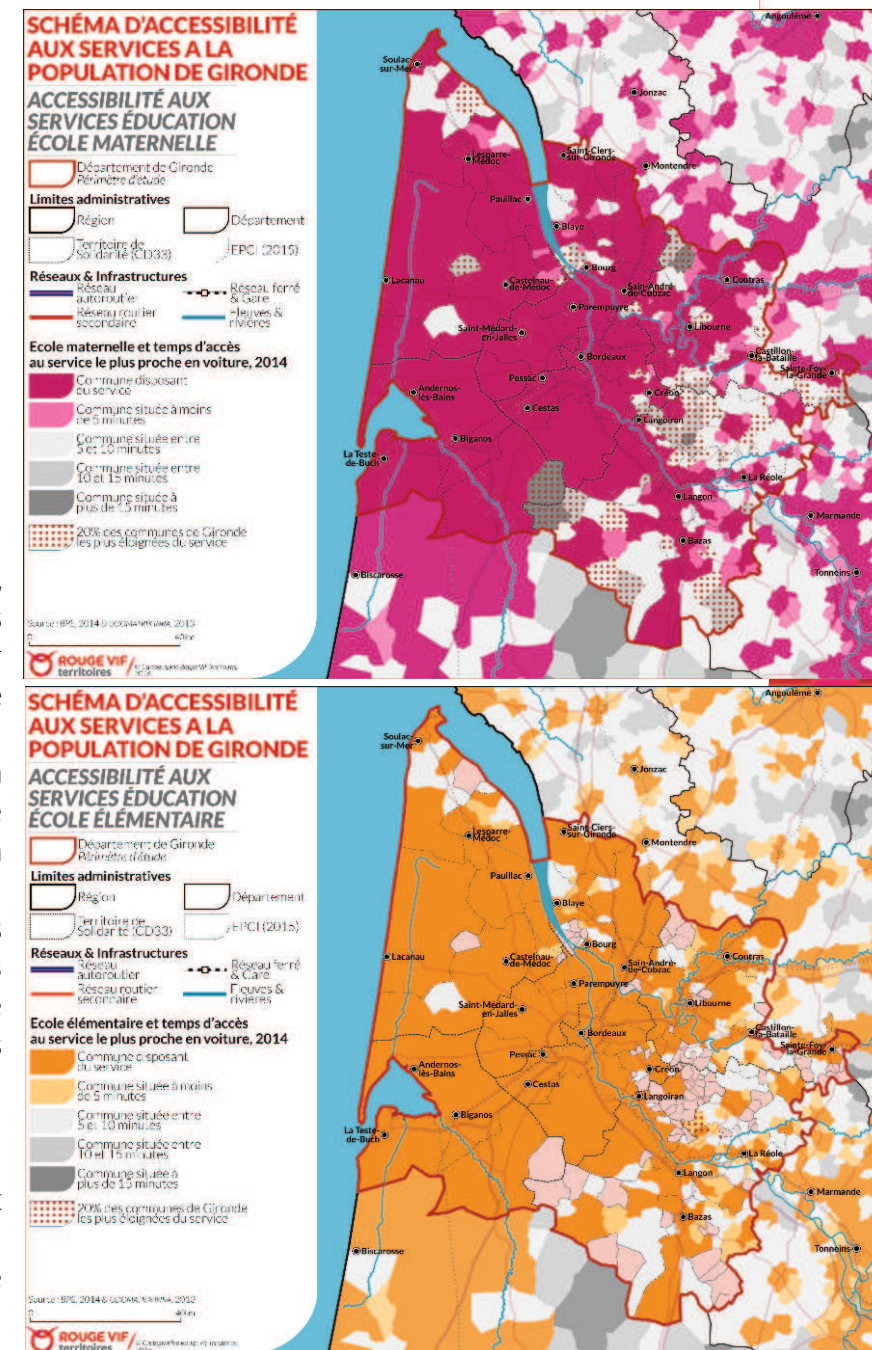 SCHÉMA D'ACCESSIBILITÉ
AUX SERVICES A LA
POPULATION DE GIRONDE
ACCESSIBILITÉ AUX
SERVICES ÉDUCATION
ÉCOLE MATERNELLE
Département de Gironde
Périmètre d'étude
Limites administratives
Région
Département
Territoire de
Solidarité (CD33)
EPCI (2015)
Réseaux & Infrastructures
Réseau
autoroutier
Réseau ferré
& Gare
Réseau routier
secondaire
Fleuves &
rivières
Ecole maternelle et temps d'accès
au service le plus proche en voiture, 2014
Commune disposant
du service
Commune située à moins
de 5 minutes
Commune située entre
5 et 10 minutes
Commune située entre
10 et 15 minutes
Commune située à
plus de 15 minutes
20% des communes de Gironde
les plus éloignées du service
Source : BPE, 2014 &
2013
0
40km
ROUGE VIF
territoires
Angoulême
Soulac-
sur-Mer
Jonzac
Lesparre-
Médoc
Saint-Ciers-
sur-Gironde
Montendre
Pauillac
Blaye
Bourg
Lacanau
Castelnau-
de-Médoc
Sain-André-
de-Cubzac
Coutras
Parempuyre
Saint-Médard-
en-Jalles
Libourne
Bordeaux
Castillon-
la-Bataille
Sainte-Foy-
la-Grande
Pessac
Andernos-
lès-Bains
Créon
Cestas
Langoiran
Biganos
La Teste-
de-Buch
La Réole
Langon
Marmande
Bazas
Biscarosse
Tonneins
SCHÉMA D'ACCESSIBILITÉ
AUX SERVICES A LA
POPULATION DE GIRONDE
ACCESSIBILITÉ AUX
SERVICES ÉDUCATION
ÉCOLE ÉLÉMENTAIRE
Département de Gironde
Périmètre d'étude
Limites administratives
Région
Département
Territoire de
Solidarité (CD33)
EPCI (2015)
Réseaux & Infrastructures
Réseau
autoroutier
Réseau ferré
& Gare
Réseau routier
secondaire
Fleuves &
rivières
Ecole élémentaire et temps d'accès
au service le plus proche en voiture, 2014
Commune disposant
du service
Commune située à moins
de 5 minutes
Commune située entre
5 et 10 minutes
Commune située entre
10 et 15 minutes
Commune située à
plus de 15 minutes
20% des communes de Gironde
les plus éloignées du service
Source : BPE, 2014 &
2013
0
40km
ROUGE VIF
territoires
Angoulême
Soulac-
sur-Mer
Jonzac
Lesparre-
Médoc
Saint-Ciers-
sur-Gironde
Montendre
Pauillac
Blaye
Bourg
Lacanau
Castelnau-
de-Médoc
Sain-André-
de-Cubzac
Coutras
Parempuyre
Saint-Médard-
en-Jalles
Libourne
Bordeaux
Castillon-
la-Bataille
Sainte-Foy-
la-Grande
Pessac
Andernos-
lès-Bains
Créon
Cestas
Langoiran
Biganos
La Teste-
de-Buch
La Réole
Langon
Marmande
Bazas
Biscarosse
Tonneins